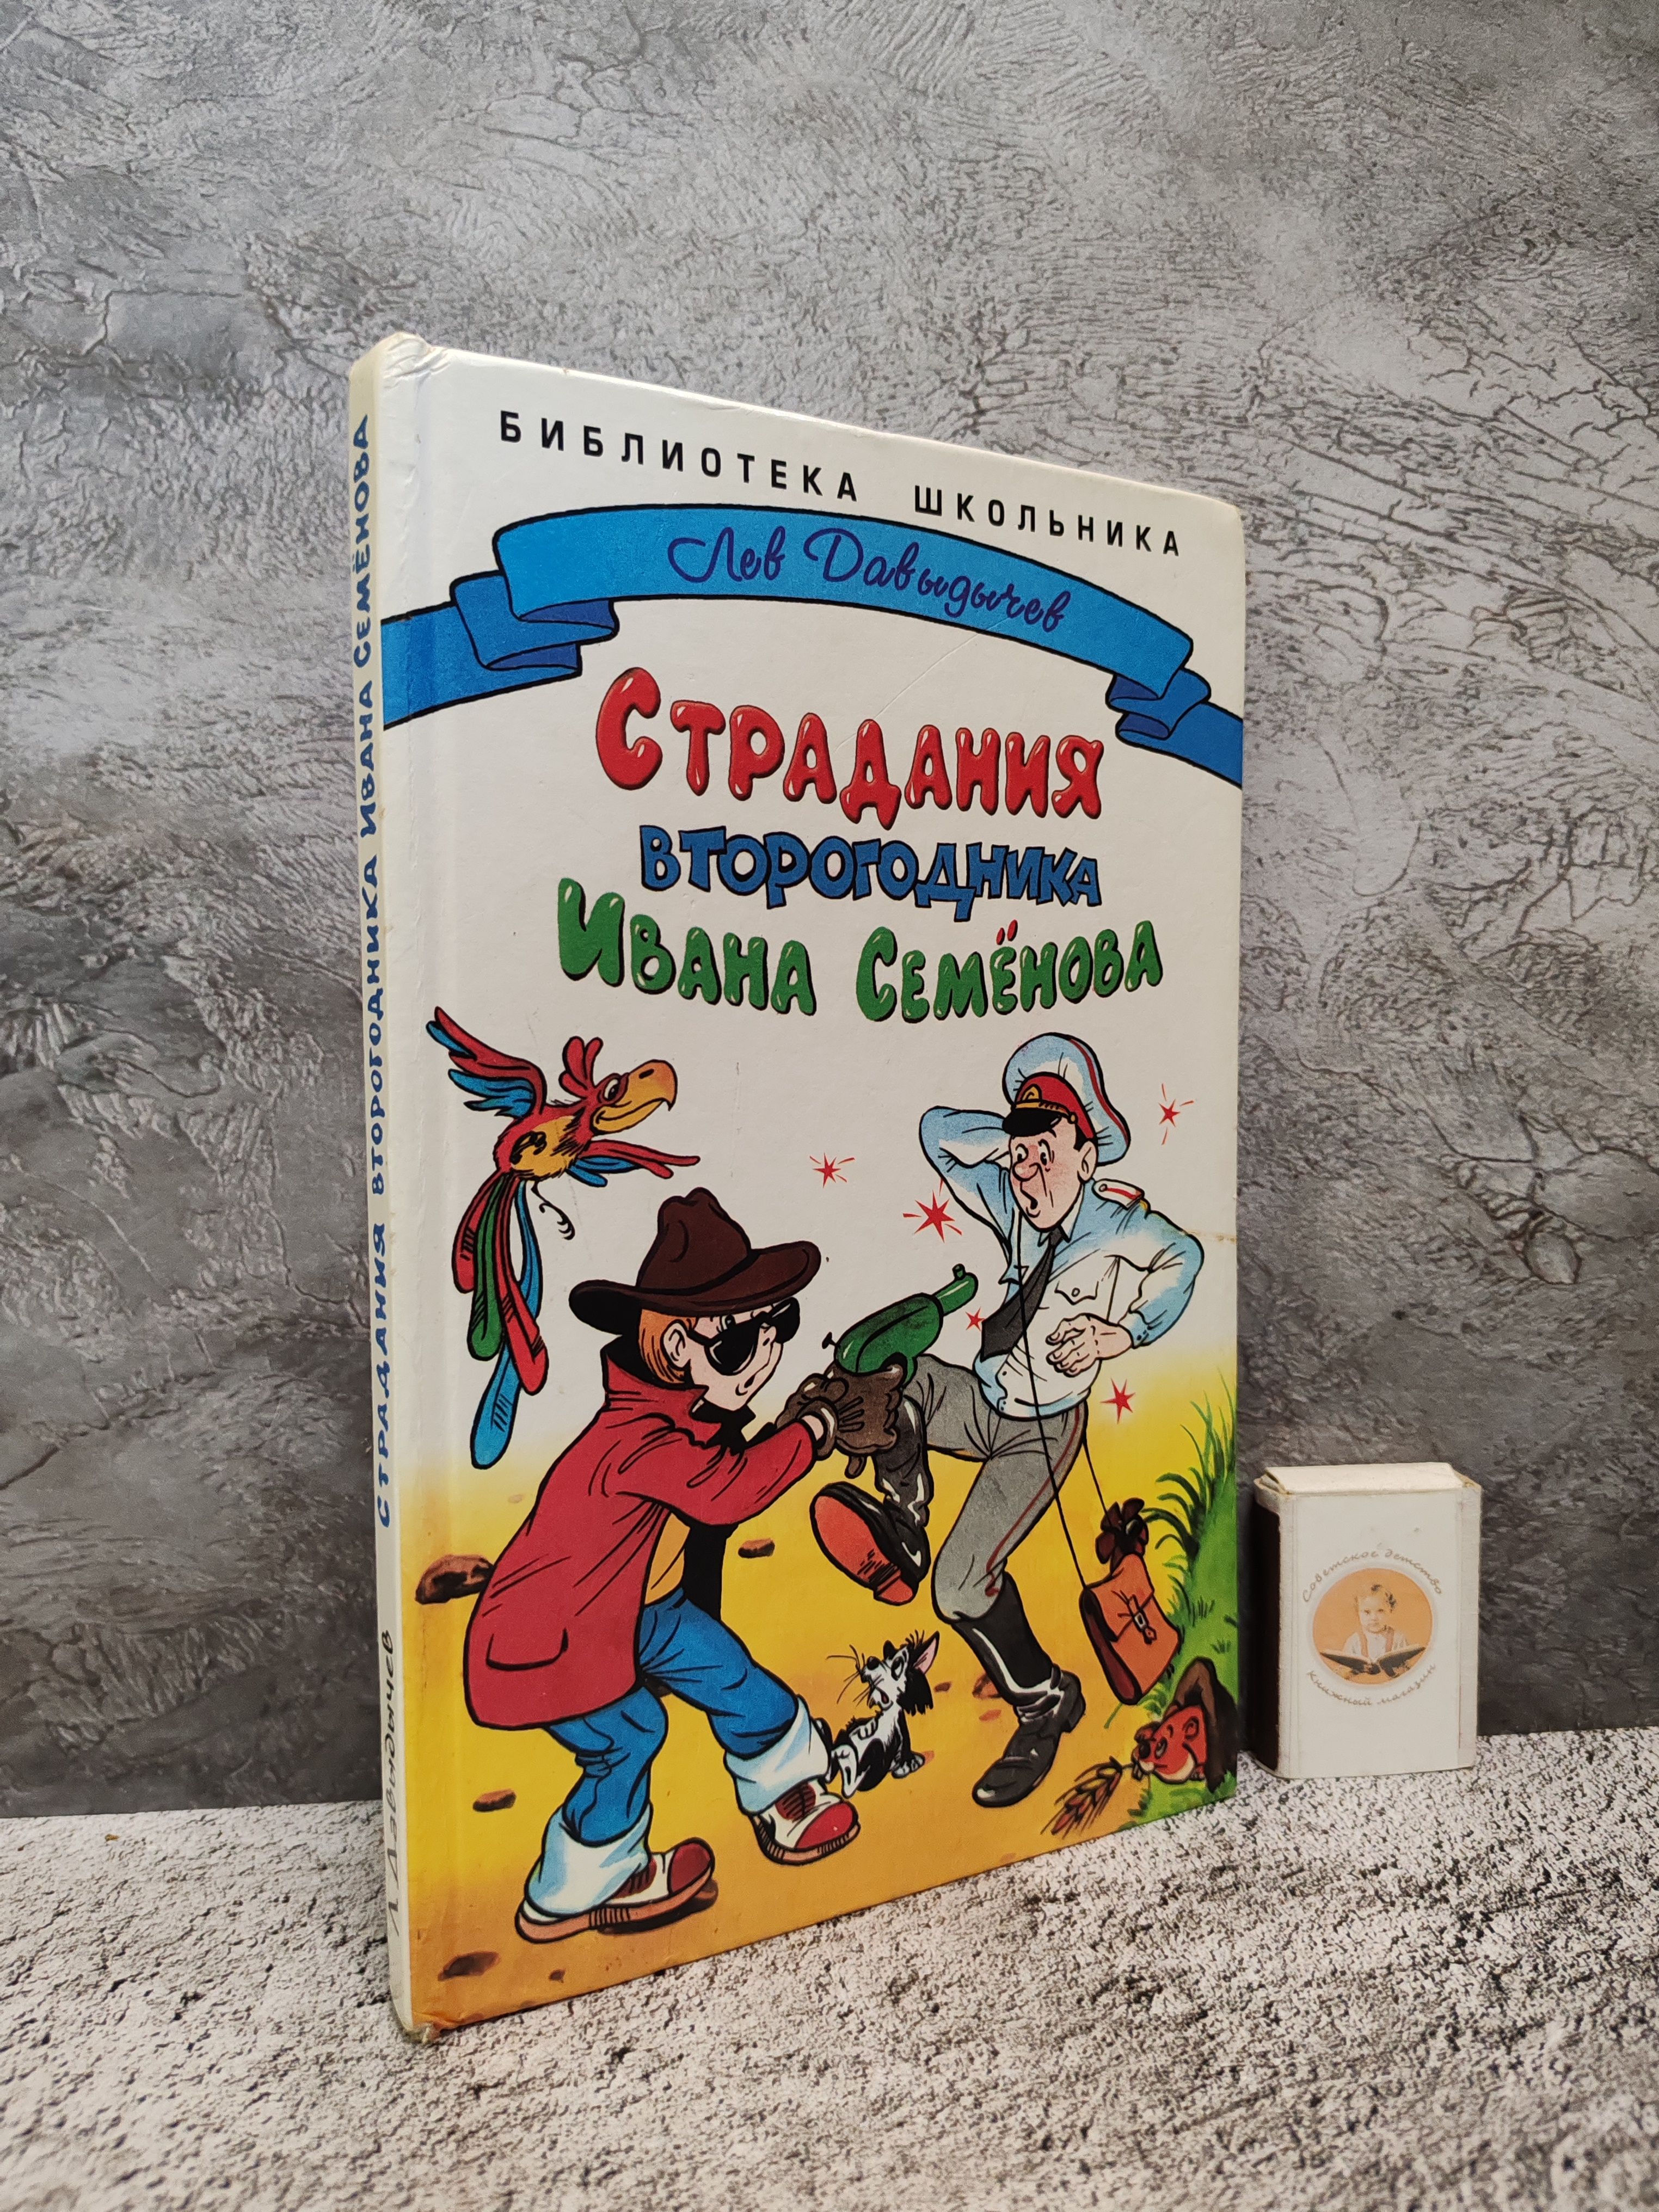 БИБЛИОТЕКА ШКОЛЬНИКА
Лев Давыдычев
Страдания
второгодника
Ивана Семёнова
Л. Давыдычев СТРАДАНИЯ ВТОРОГОДНИКА ИВАНА СЕМЁНОВА
Советское детство
книжный магазин